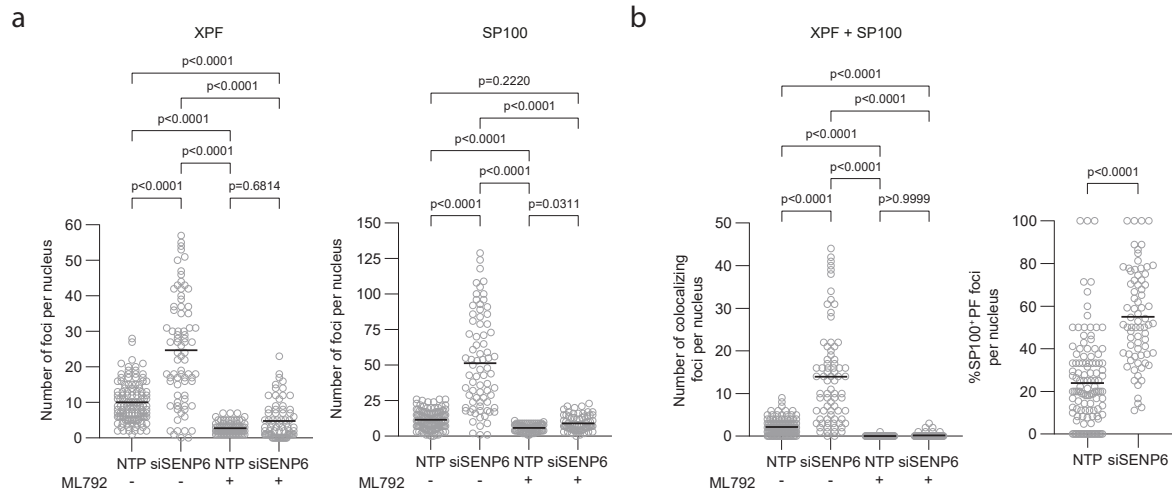 a
b
XPF
SP100
XPF + SP100
p<0.0001
p<0.0001
p<0.0001
p<0.0001
p<0.0001
p=0.6814
Number of foci per nucleus
60
50
40
30
20
10
0
NTP siSENP6 NTP siSENP6
ML792 - - + +
p=0.2220
p<0.0001
p<0.0001
p<0.0001
p<0.0001
p=0.0311
Number of foci per nucleus
150
125
100
75
50
25
0
NTP siSENP6 NTP siSENP6
- - + +
p<0.0001
p<0.0001
p<0.0001
p<0.0001
p<0.0001
p>0.9999
Number of colocalizing
foci per nucleus
50
40
30
20
10
0
NTP siSENP6 NTP siSENP6
ML792 - - + +
p<0.0001
%SP100⁺PF foci
per nucleus
100
80
60
40
20
0
NTP siSENP6